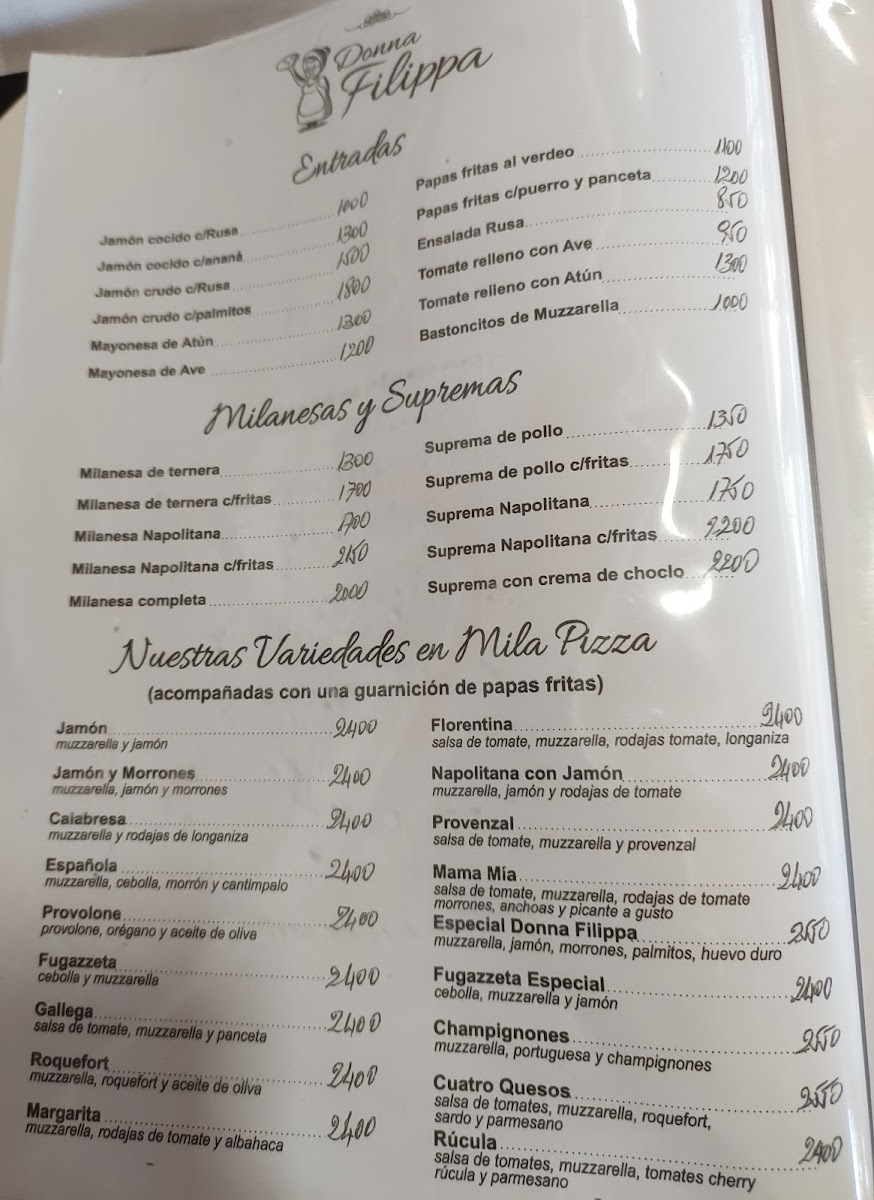 Donna
Filippa
Entradas
Jamón cocido c/Rusa 1000
Jamón cocido c/ananá 1300
Jamón crudo c/Rusa 1500
Jamón crudo c/palmitos 1800
Mayonesa de Atún 1300
Mayonesa de Ave 1200
Papas fritas al verdeo 1100
Papas fritas c/puerro y panceta 1200
Ensalada Rusa 850
Tomate relleno con Ave 950
Tomate relleno con Atún 1300
Bastoncitos de Muzzarella 1000
Milanesas y Supremas
Milanesa de ternera 1300
Milanesa de ternera c/fritas 1700
Milanesa Napolitana 1700
Milanesa Napolitana c/fritas 2150
Milanesa completa 2000
Suprema de pollo 1350
Suprema de pollo c/fritas 1750
Suprema Napolitana 1750
Suprema Napolitana c/fritas 2200
Suprema con crema de choclo 2200
Nuestras Variedades en Mila Pizza
(acompañadas con una guarnición de papas fritas)
Jamón 2400
muzzarella y jamón
Jamón y Morrones 2400
muzzarella, jamón y morrones
Calabresa 2400
muzzarella y rodajas de longaniza
Española 2400
muzzarella, cebolla, morrón y cantimpalo
Provolone 2400
provolone, orégano y aceite de oliva
Fugazzeta 2400
cebolla y muzzarella
Gallega 2400
salsa de tomate, muzzarella y panceta
Roquefort 2400
muzzarella, roquefort y aceite de oliva
Margarita 2400
muzzarella, rodajas de tomate y albahaca
Florentina 2400
salsa de tomate, muzzarella, rodajas tomate, longaniza
Napolitana con Jamón 2400
muzzarella, jamón y rodajas de tomate
Provenzal 2400
salsa de tomate, muzzarella y provenzal
Mama Mía 2400
salsa de tomate, muzzarella, rodajas de tomate
morrones, anchoas y picante a gusto
Especial Donna Filippa 2550
muzzarella, jamón, morrones, palmitos, huevo duro
Fugazzeta Especial 2400
cebolla, muzzarella y jamón
Champignones 2550
muzzarella, portuguesa y champignones
Cuatro Quesos 2550
salsa de tomates, muzzarella, roquefort,
sardo y parmesano
Rúcula 2400
salsa de tomates, muzzarella, tomates cherry
rúcula y parmesano